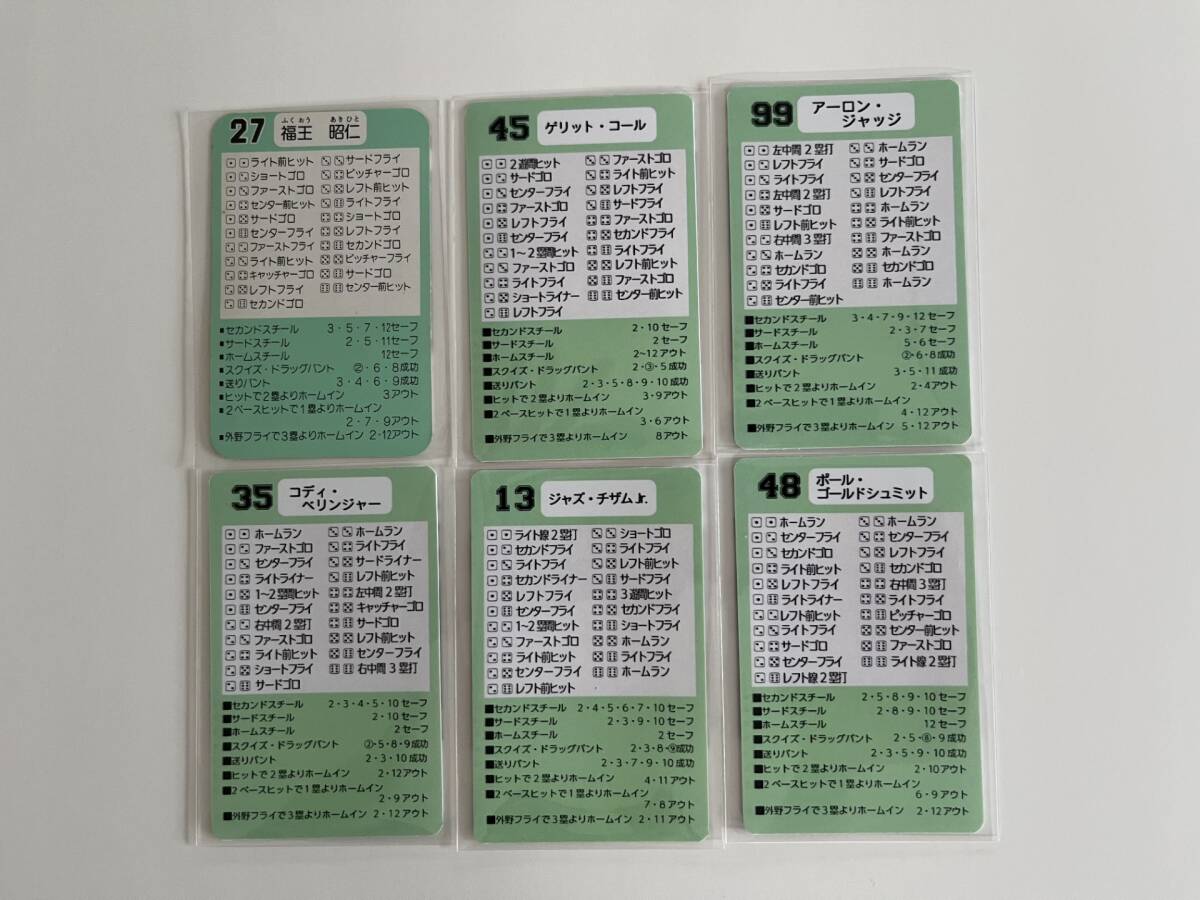 27
ふくおう あきひと
福王 昭仁
ライト前ヒット
ショートゴロ
ファーストゴロ
センター前ヒット
サードゴロ
センターフライ
ファーストフライ
ライト前ヒット
キャッチャーゴロ
レフトフライ
セカンドゴロ
サードフライ
ピッチャーゴロ
レフト前ヒット
ライトフライ
ショートゴロ
レフトフライ
セカンドゴロ
ピッチャーフライ
サードゴロ
センター前ヒット
▪セカンドスチール 3・5・7・12セーフ
▪サードスチール 2・5・11セーフ
▪ホームスチール 12セーフ
▪スクイズ・ドラッグバント ②・6・8成功
▪送りバント 3・4・6・9成功
▪ヒットで2塁よりホームイン 3アウト
▪2ベースヒットで1塁よりホームイン
2・7・9アウト
▪外野フライで3塁よりホームイン 2・12アウト
45
ゲリット・コール
2遊間ヒット
サードゴロ
センターフライ
ファーストゴロ
レフトフライ
センターフライ
1~2塁間ヒット
ファーストゴロ
ライトフライ
ショートライナー
レフトフライ
ファーストゴロ
ライト前ヒット
レフトフライ
サードフライ
ファーストゴロ
セカンドフライ
ライトフライ
レフト前ヒット
ファーストゴロ
センター前ヒット
■セカンドスチール 2・10セーフ
■サードスチール 2セーフ
■ホームスチール 2~12アウト
■スクイズ・ドラッグバント 2・③・5成功
■送りバント 2・3・5・8・9・10成功
■ヒットで2塁よりホームイン 3・9アウト
■2ベースヒットで1塁よりホームイン
3・6アウト
■外野フライで3塁よりホームイン 8アウト
99
アーロン・
ジャッジ
左中間2塁打
レフトフライ
ライトフライ
左中間2塁打
サードゴロ
レフト前ヒット
右中間3塁打
ホームラン
セカンドゴロ
ライトフライ
センター前ヒット
ホームラン
サードゴロ
センターフライ
レフトフライ
ホームラン
ライト前ヒット
ファーストゴロ
ホームラン
セカンドゴロ
ホームラン
■セカンドスチール 3・4・7・9・12セーフ
■サードスチール 2・3・7セーフ
■ホームスチール 5・6セーフ
■スクイズ・ドラッグバント ②・6・8成功
■送りバント 3・5・11成功
■ヒットで2塁よりホームイン 2・4アウト
■2ベースヒットで1塁よりホームイン
4・12アウト
■外野フライで3塁よりホームイン 5・12アウト
35
コディ・
ベリンジャー
ホームラン
ファーストゴロ
センターフライ
ライトライナー
1~2塁間ヒット
センターフライ
右中間2塁打
ファーストゴロ
ライト前ヒット
ショートフライ
サードゴロ
ホームラン
ライトフライ
サードライナー
レフト前ヒット
左中間2塁打
キャッチャーゴロ
サードゴロ
レフト前ヒット
センターフライ
右中間3塁打
■セカンドスチール 2・3・4・5・10セーフ
■サードスチール 2・10セーフ
■ホームスチール 2セーフ
■スクイズ・ドラッグバント ②・5・8・9成功
■送りバント 2・3・10成功
■ヒットで2塁よりホームイン 2・12アウト
■2ベースヒットで1塁よりホームイン
2・9アウト
■外野フライで3塁よりホームイン 2・12アウト
13
ジャズ・チザムJr.
ライト線2塁打
セカンドフライ
ライトフライ
セカンドライナー
レフトフライ
センターフライ
1~2塁間ヒット
ファーストゴロ
ライト前ヒット
センターフライ
レフト前ヒット
ショートゴロ
ライトフライ
レフト前ヒット
サードフライ
3遊間ヒット
セカンドフライ
ショートフライ
ホームラン
ライトフライ
ホームラン
■セカンドスチール 2・4・5・6・7・10セーフ
■サードスチール 2・3・9・10セーフ
■ホームスチール 2セーフ
■スクイズ・ドラッグバント 2・3・8・⑨成功
■送りバント 2・3・7・9・10成功
■ヒットで2塁よりホームイン 4・11アウト
■2ベースヒットで1塁よりホームイン
7・8アウト
■外野フライで3塁よりホームイン 2・11アウト
48
ポール・
ゴールドシュミット
ホームラン
センターフライ
セカンドゴロ
ライト前ヒット
レフトフライ
ライトライナー
レフト前ヒット
ライトフライ
サードゴロ
センターフライ
レフト線2塁打
ホームラン
センターフライ
レフトフライ
セカンドゴロ
右中間3塁打
ライトフライ
ピッチャーゴロ
センター前ヒット
ファーストゴロ
ライト線2塁打
■セカンドスチール 2・5・8・9・10セーフ
■サードスチール 2・8・9・10セーフ
■ホームスチール 12セーフ
■スクイズ・ドラッグバント 2・5・⑧・9成功
■送りバント 2・3・5・9・10成功
■ヒットで2塁よりホームイン 2・10アウト
■2ベースヒットで1塁よりホームイン
6・9アウト
■外野フライで3塁よりホームイン 2・12アウト